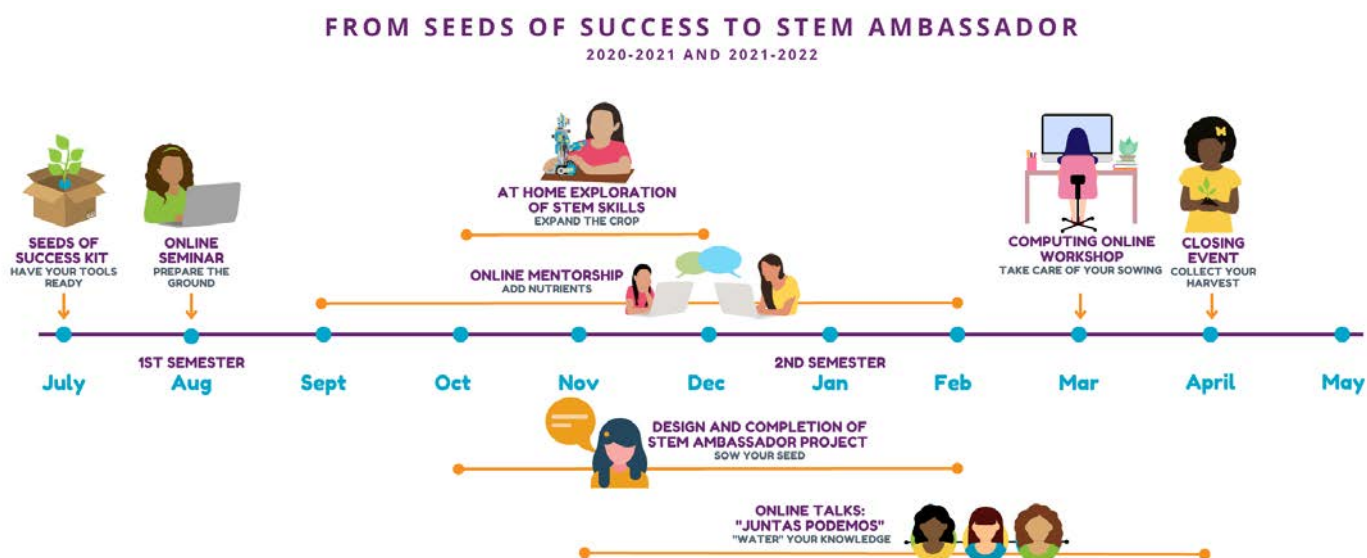 FROM SEEDS OF SUCCESS TO STEM AMBASSADOR
2020-2021 AND 2021-2022
AT HOME EXPLORATION
OF STEM SKILLS
EXPAND THE CROP
SEEDS OF
SUCCESS KIT
HAVE YOUR TOOLS
READY
ONLINE
SEMINAR
PREPARE THE
GROUND
ONLINE MENTORSHIP
ADD NUTRIENTS
COMPUTING ONLINE
WORKSHOP
TAKE CARE OF YOUR SOWING
CLOSING
EVENT
COLLECT YOUR
HARVEST
1ST SEMESTER
2ND SEMESTER
July
Aug
Sept
Oct
Nov
Dec
Jan
Feb
Mar
April
May
DESIGN AND COMPLETION OF
STEM AMBASSADOR PROJECT
SOW YOUR SEED
ONLINE TALKS:
"JUNTAS PODEMOS"
"WATER" YOUR KNOWLEDGE